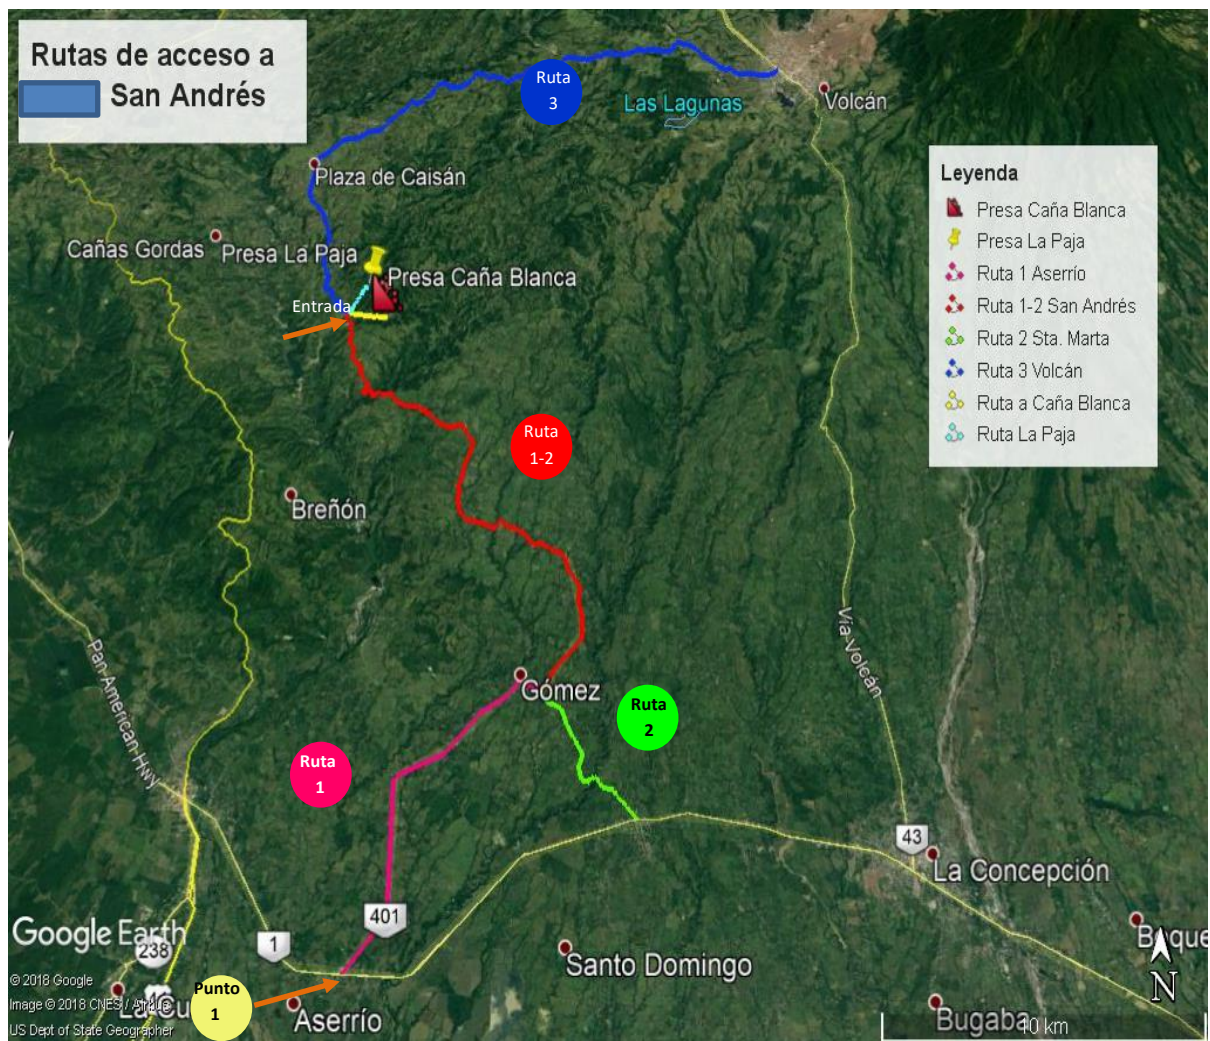 Rutas de acceso a
San Andrés
Ruta
3
Las Lagunas
Volcán
Plaza de Caisán
Leyenda
Presa Caña Blanca
Presa La Paja
Ruta 1 Aserrío
Ruta 1-2 San Andrés
Ruta 2 Sta. Marta
Ruta 3 Volcán
Ruta a Caña Blanca
Ruta La Paja
Cañas Gordas
Presa La Paja
Presa Caña Blanca
Entrada
Ruta
1-2
Breñón
Vía Volcán
Pan American Hwy
Gómez
Ruta
2
Ruta
1
43
La Concepción
401
Google Earth
238
1
Santo Domingo
N
© 2018 Google
Image © 2018 CNES / Airbus
US Dept of State Geographer
Punto
1
Aserrío
Bugaba
10 km